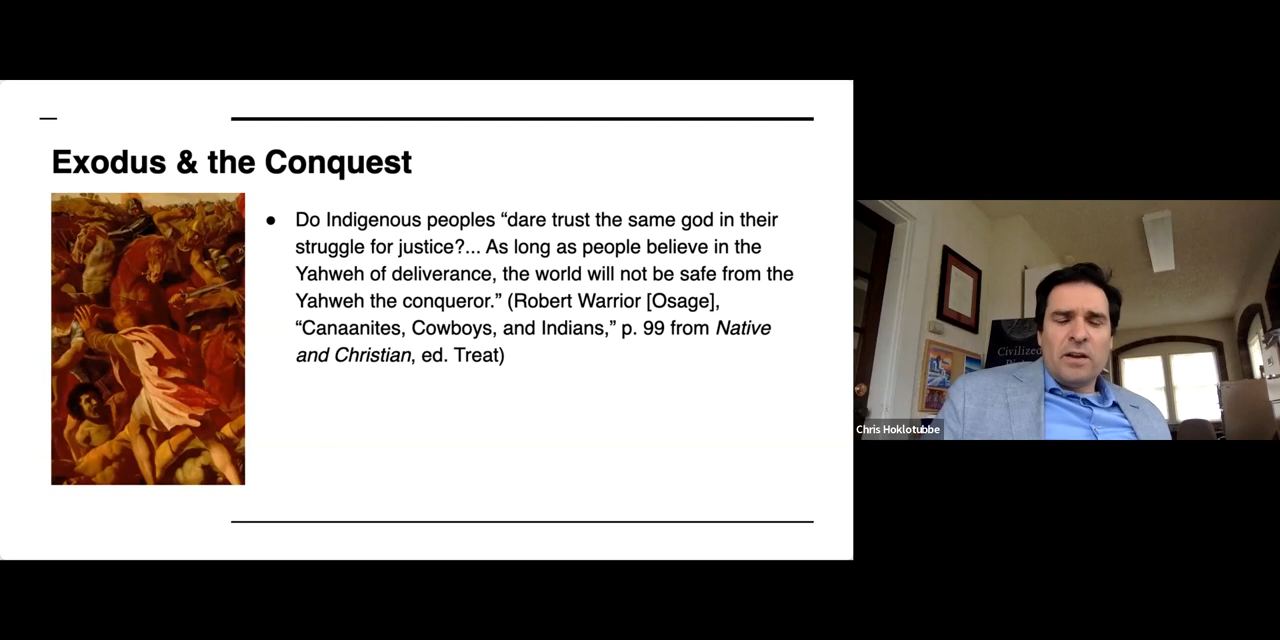 Exodus & the Conquest
● Do Indigenous peoples “dare trust the same god in their
struggle for justice?... As long as people believe in the
Yahweh of deliverance, the world will not be safe from the
Yahweh the conqueror.” (Robert Warrior [Osage],
“Canaanites, Cowboys, and Indians,” p. 99 from Native
and Christian, ed. Treat)
Civilized
Chris Hoklotubbe